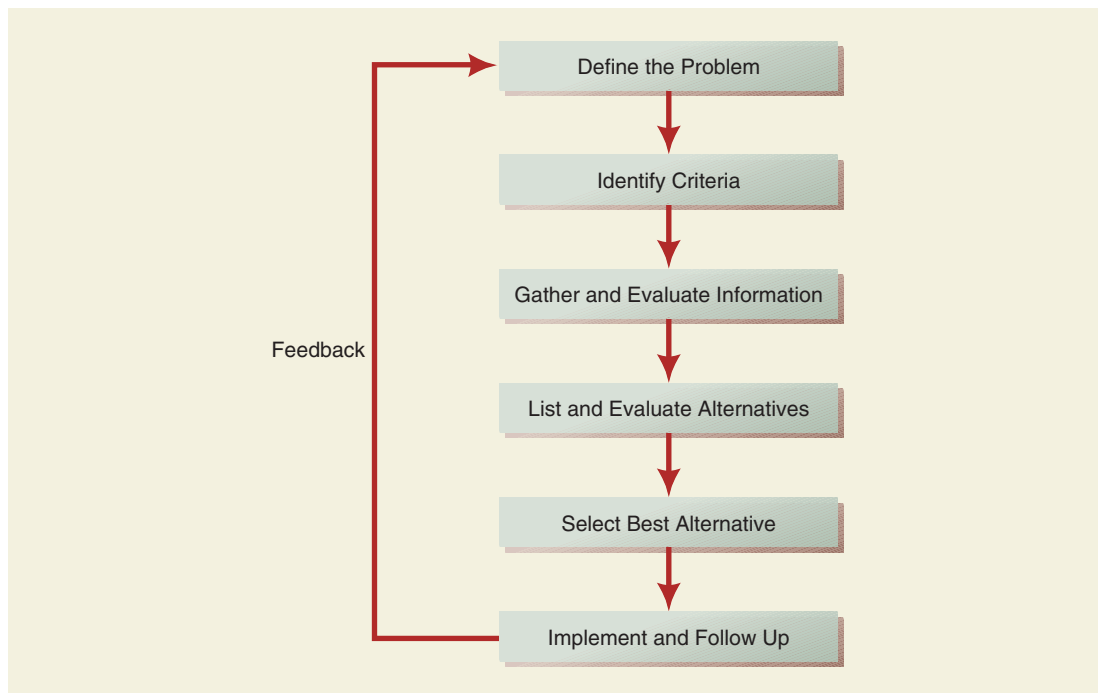 Define the Problem
Identify Criteria
Gather and Evaluate Information
Feedback
List and Evaluate Alternatives
Select Best Alternative
Implement and Follow Up